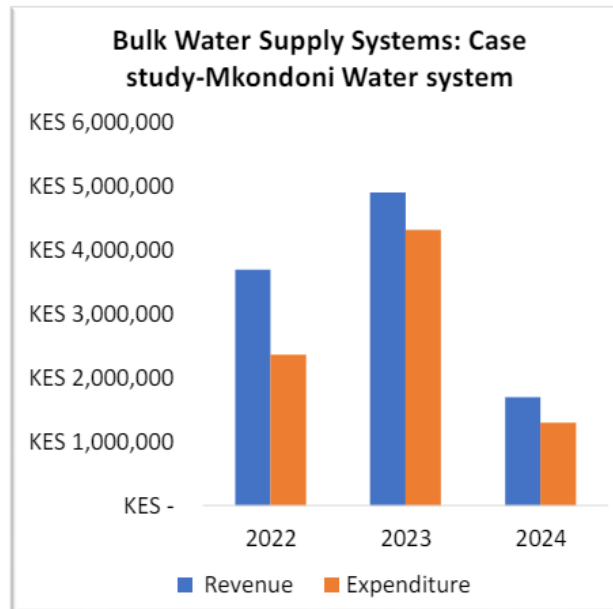 Bulk Water Supply Systems: Case
study-Mkondoni Water system
KES 6,000,000
KES 5,000,000
KES 4,000,000
KES 3,000,000
KES 2,000,000
KES 1,000,000
KES -
2022 2023 2024
Revenue Expenditure